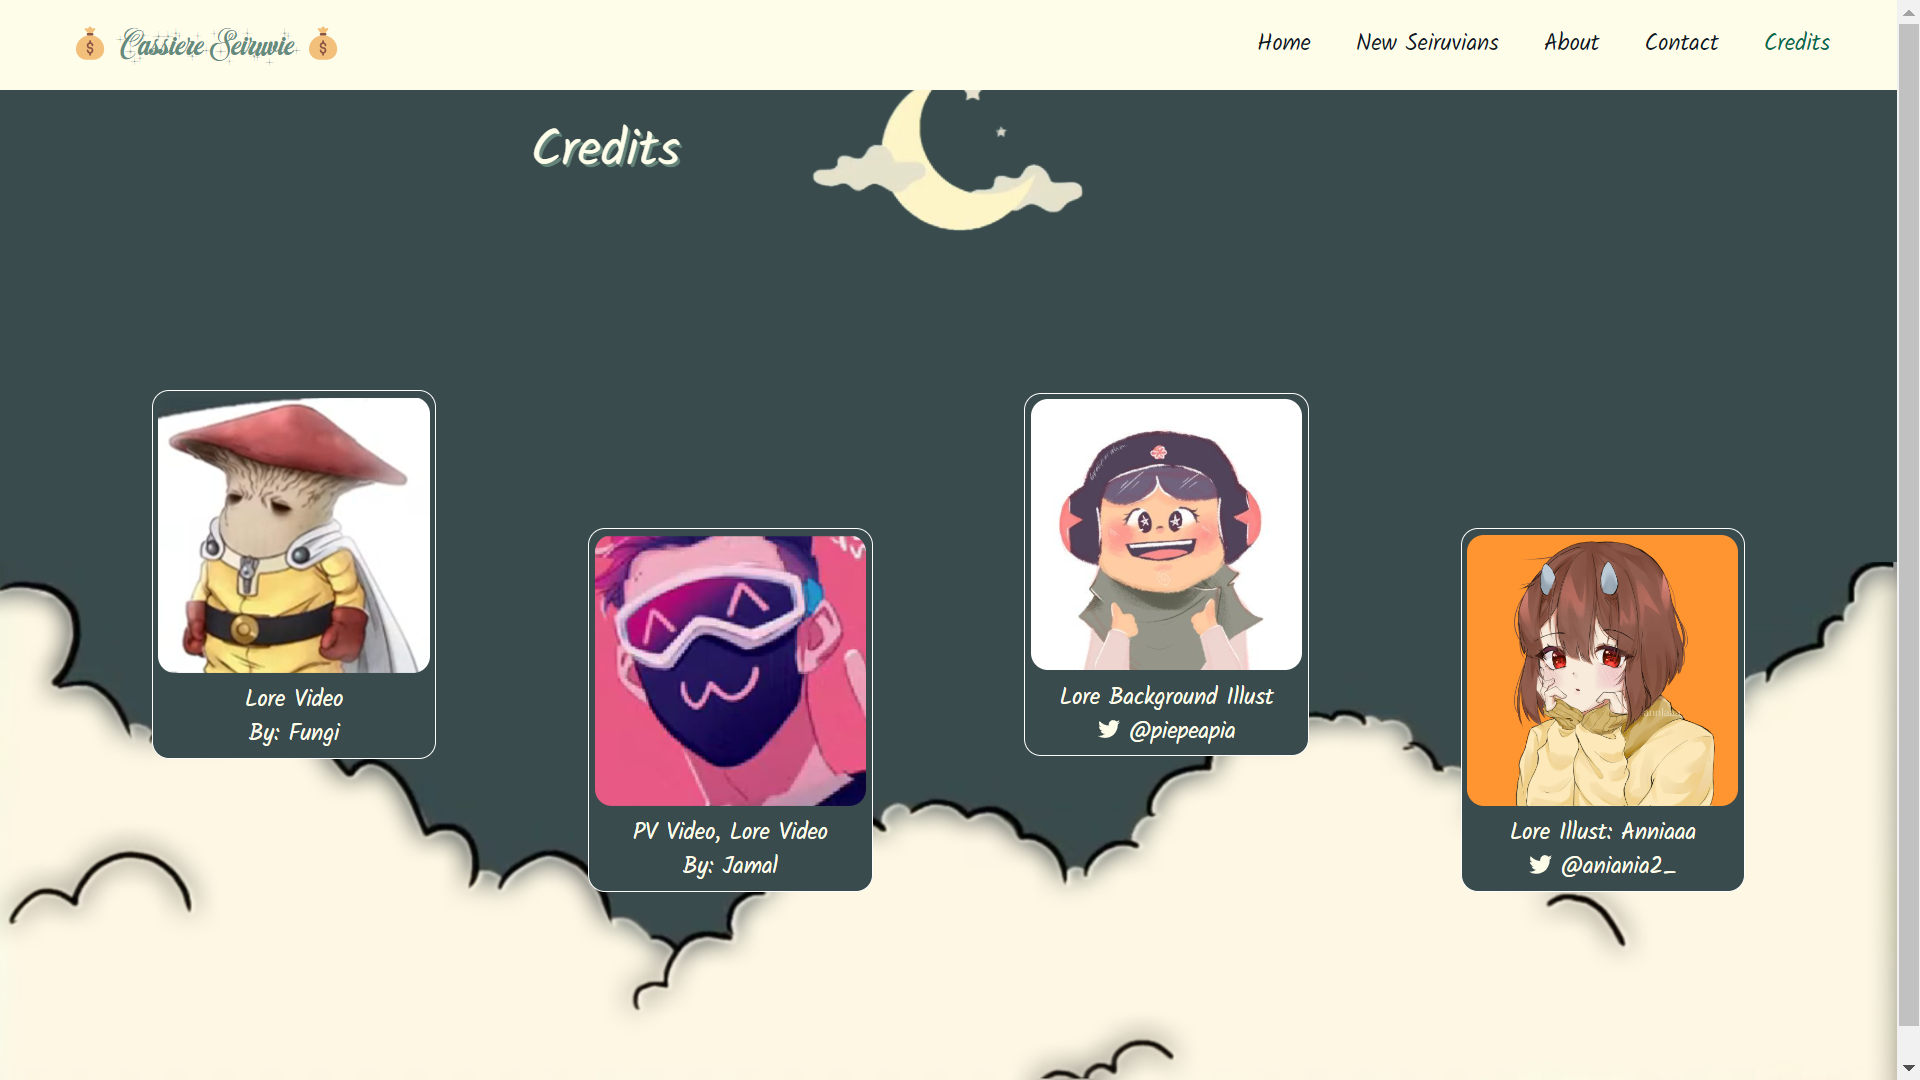 Cassiere Seiruvie
Home New Seiruvians About Contact Credits
Credits
Lore Video
By: Fungi
PV Video, Lore Video
By: Jamal
Lore Background Illust
@piepeapia
Lore Illust: Anniaaa
@aniania2_